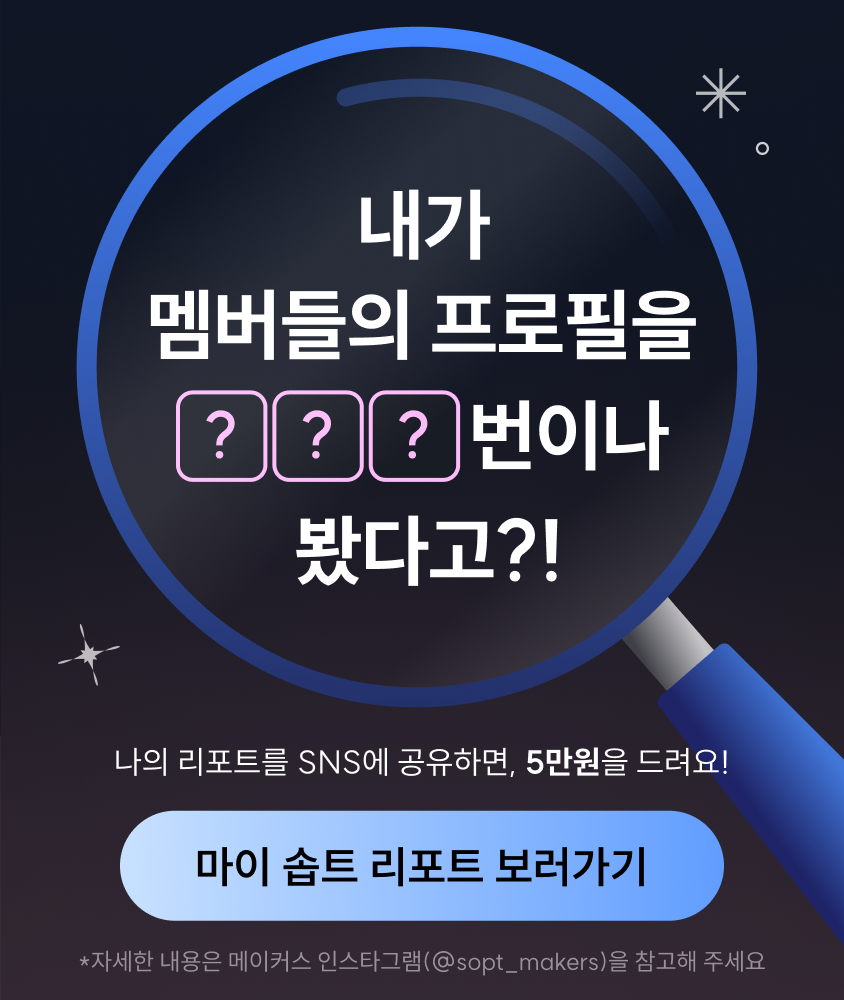 내가
멤버들의 프로필을
???번이나
봤다고?!
나의 리포트를 SNS에 공유하면, 5만원을 드려요!
마이 솝트 리포트 보러가기
*자세한 내용은 메이커스 인스타그램(@sopt_makers)을 참고해 주세요